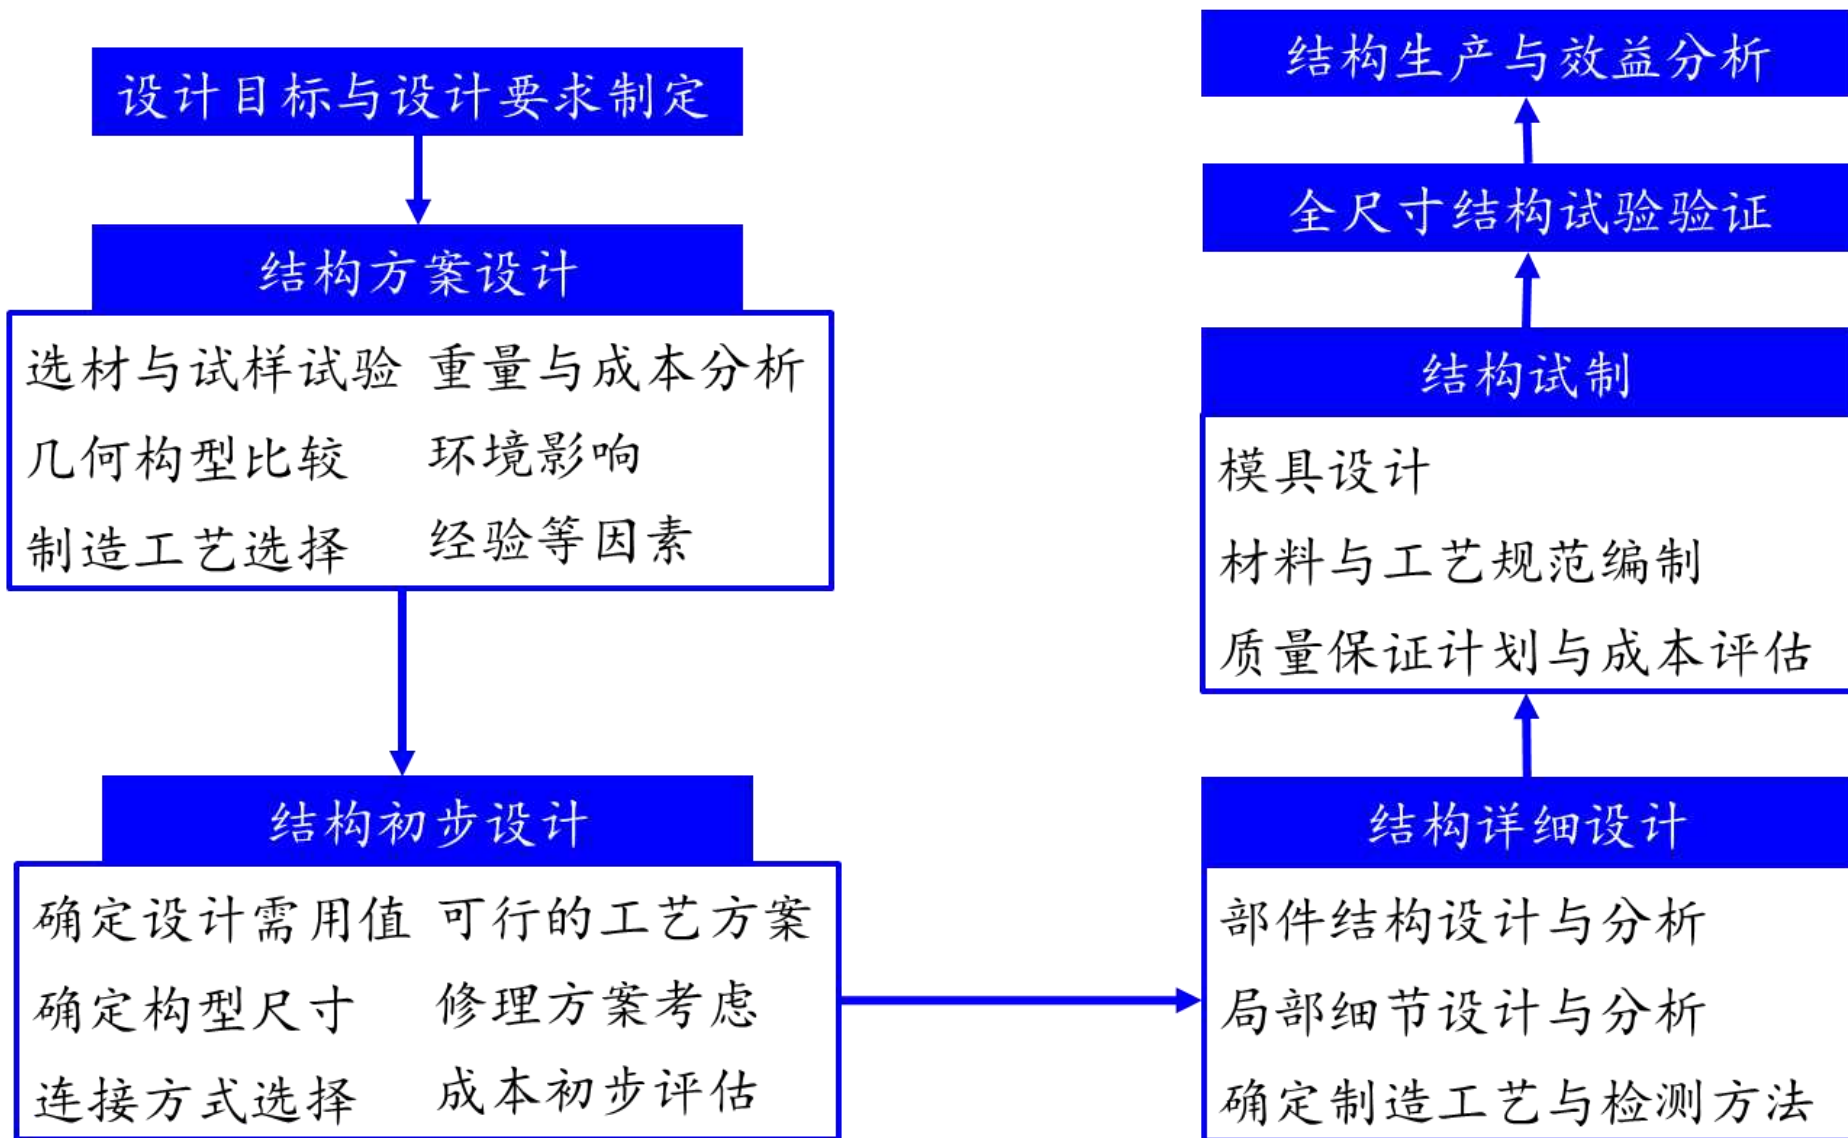 设计目标与设计要求制定
结构方案设计
选材与试样试验 重量与成本分析
几何构型比较 环境影响
制造工艺选择 经验等因素
结构初步设计
确定设计需用值 可行的工艺方案
确定构型尺寸 修理方案考虑
连接方式选择 成本初步评估
结构详细设计
部件结构设计与分析
局部细节设计与分析
确定制造工艺与检测方法
结构试制
模具设计
材料与工艺规范编制
质量保证计划与成本评估
全尺寸结构试验验证
结构生产与效益分析